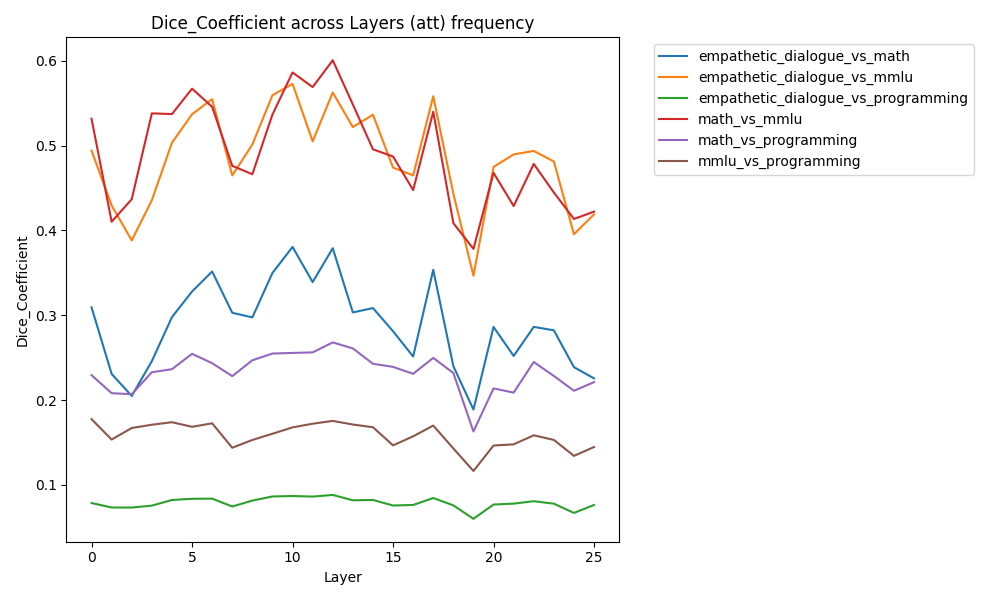 Dice_Coefficient across Layers (att) frequency
empathetic_dialogue_vs_math
empathetic_dialogue_vs_mmlu
empathetic_dialogue_vs_programming
math_vs_mmlu
math_vs_programming
mmlu_vs_programming
Dice_Coefficient
0.6
0.5
0.4
0.3
0.2
0.1
0 5 10 15 20 25
Layer